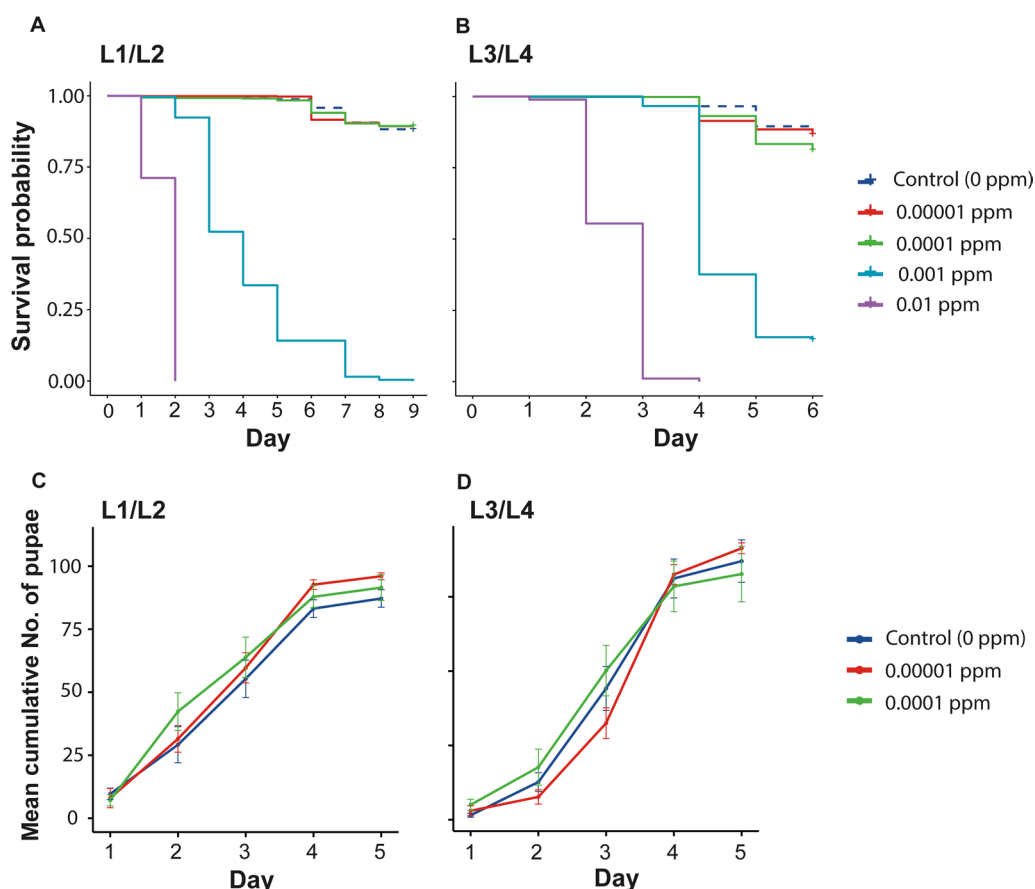 A
L1/L2
B
L3/L4
Survival probability
1.00
0.75
0.50
0.25
0.00
0 1 2 3 4 5 6 7 8 9
Day
0 1 2 3 4 5 6
Day
Control (0 ppm)
0.00001 ppm
0.0001 ppm
0.001 ppm
0.01 ppm
C
L1/L2
D
L3/L4
Mean cumulative No. of pupae
100
75
50
25
0
1 2 3 4 5
Day
1 2 3 4 5
Day
Control (0 ppm)
0.00001 ppm
0.0001 ppm